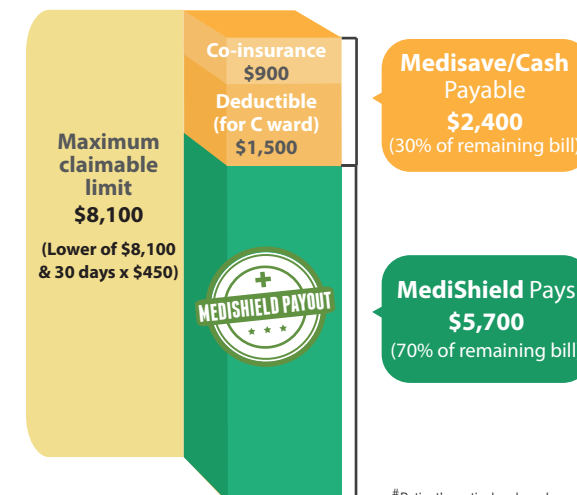 Maximum
claimable
limit
$8,100
(Lower of $8,100
& 30 days x $450)
Co-insurance
$900
Deductible
(for C ward)
$1,500
MEDISHIELD PAYOUT
Medisave/Cash
Payable
$2,400
(30% of remaining bill)
MediShield Pays
$5,700
(70% of remaining bill